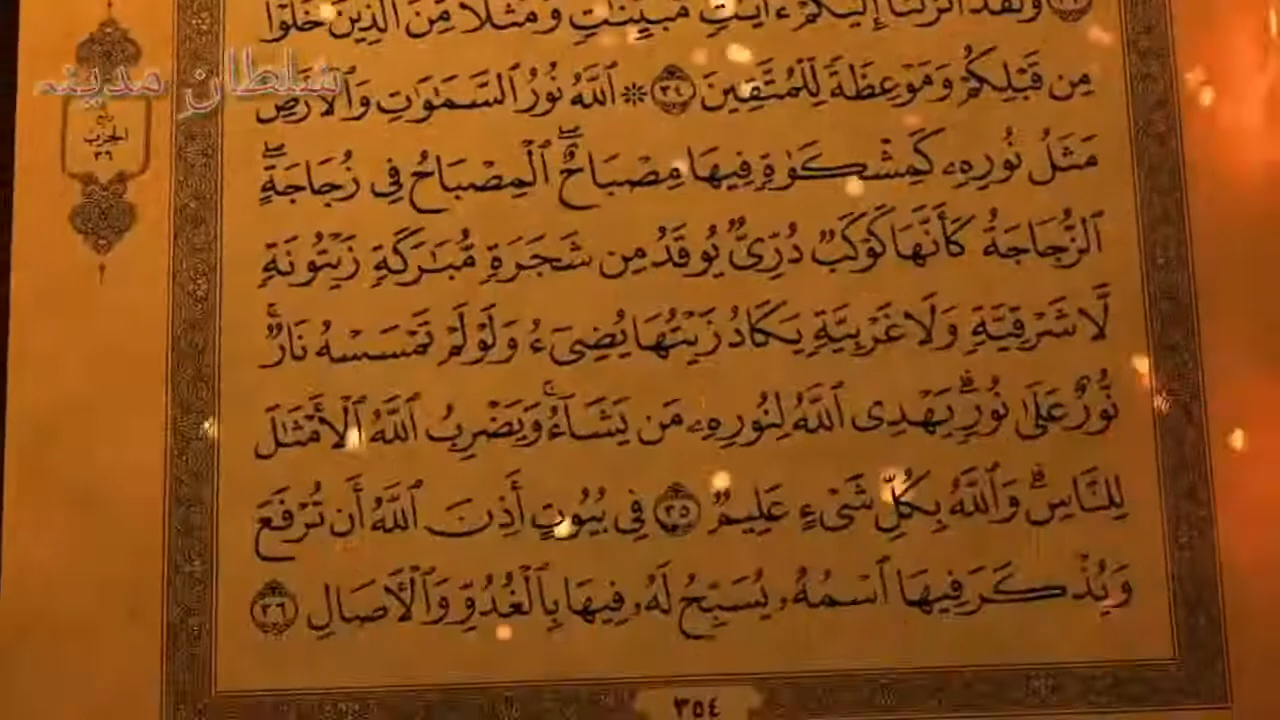 وَلَقَدْ أَنزَلْنَآ إِلَيْكُمْ ءَايَٰتٍ مُّبَيِّنَٰتٍ وَمَثَلًا مِّنَ ٱلَّذِينَ خَلَوْا۟
سلطان مدینہ
مِن قَبْلِكُمْ وَمَوْعِظَةً لِّلْمُتَّقِينَ ٣٤ ۞ ٱللَّهُ نُورُ ٱلسَّمَٰوَٰتِ وَٱلْأَرْضِ
ربع
الحزب
٣٦
مَثَلُ نُورِهِۦ كَمِشْكَوٰةٍ فِيهَا مِصْبَاحٌ ۖ ٱلْمِصْبَاحُ فِى زُجَاجَةٍ ۖ
ٱلزُّجَاجَةُ كَأَنَّهَا كَوْكَبٌ دُرِّىٌّ يُوقَدُ مِن شَجَرَةٍ مُّبَٰرَكَةٍ زَيْتُونَةٍ
لَّا شَرْقِيَّةٍ وَلَا غَرْبِيَّةٍ يَكَادُ زَيْتُهَا يُضِىٓءُ وَلَوْ لَمْ تَمْسَسْهُ نَارٌ ۚ
نُّورٌ عَلَىٰ نُورٍ ۗ يَهْدِى ٱللَّهُ لِنُورِهِۦ مَن يَشَآءُ ۚ وَيَضْرِبُ ٱللَّهُ ٱلْأَمْثَٰلَ
لِلنَّاسِ ۗ وَٱللَّهُ بِكُلِّ شَىْءٍ عَلِيمٌ ٣٥ فِى بُيُوتٍ أَذِنَ ٱللَّهُ أَن تُرْفَعَ
وَيُذْكَرَ فِيهَا ٱسْمُهُۥ يُسَبِّحُ لَهُۥ فِيهَا بِٱلْغُدُوِّ وَٱلْءَاصَالِ ٣٦
٣٥٤